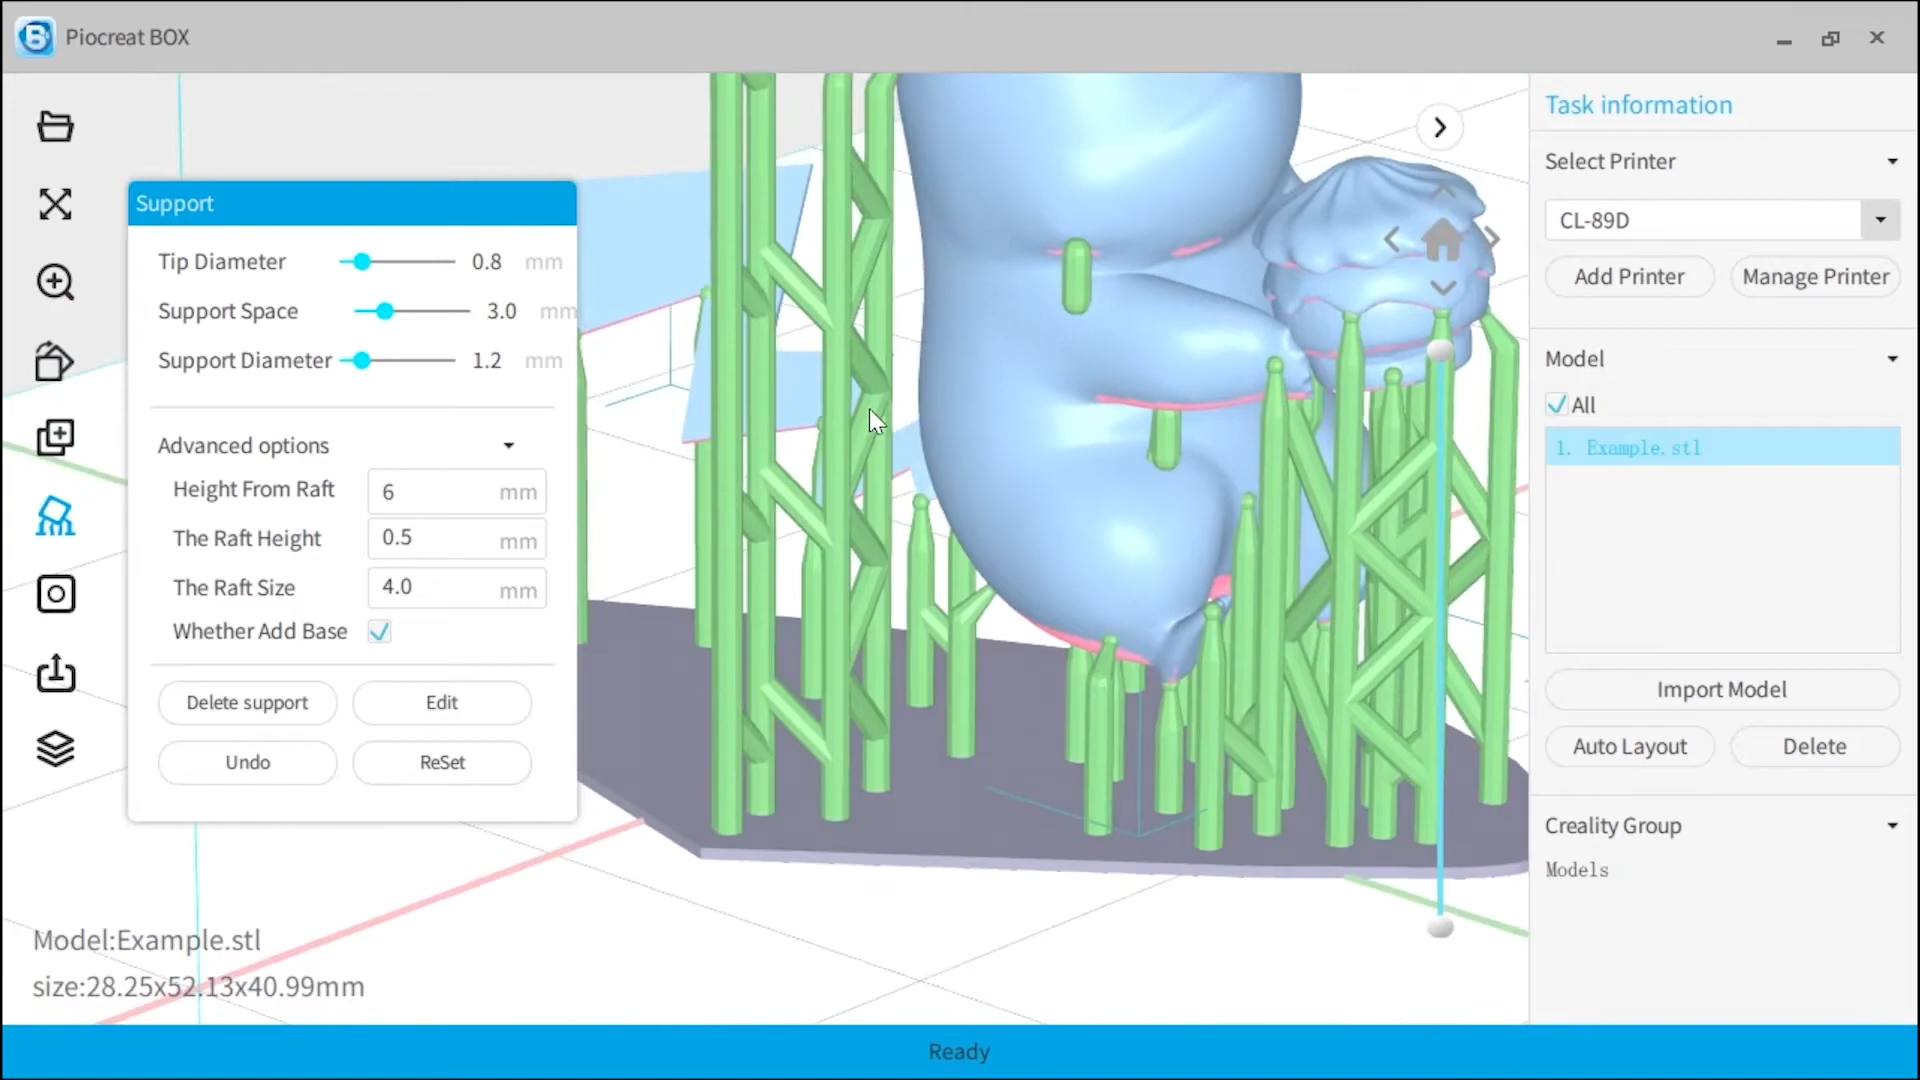 Piocreat BOX
Support
Tip Diameter 0.8 mm
Support Space 3.0 mm
Support Diameter 1.2 mm
Advanced options
Height From Raft 6 mm
The Raft Height 0.5 mm
The Raft Size 4.0 mm
Whether Add Base
Delete support Edit
Undo ReSet
Model:Example.stl
size:28.25x52.13x40.99mm
Task information
Select Printer
CL-89D
Add Printer Manage Printer
Model
All
1. Example.stl
Import Model
Auto Layout Delete
Creality Group
Models
Ready